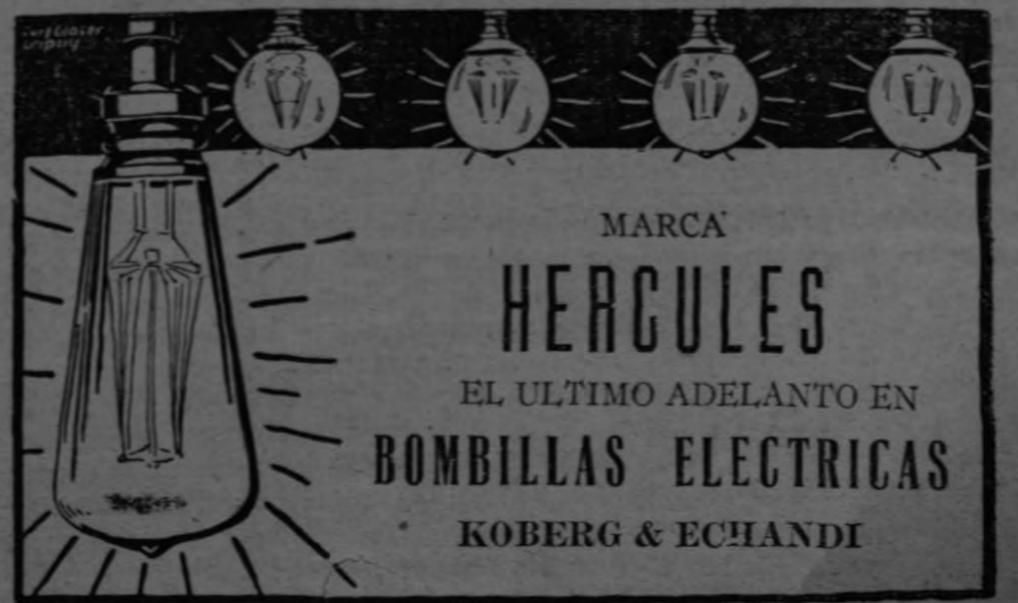 MARCA
HERCULES
EL ULTIMO ADELANTO EN
BOMBILLAS ELECTRICAS
KOBERG & ECHANDI